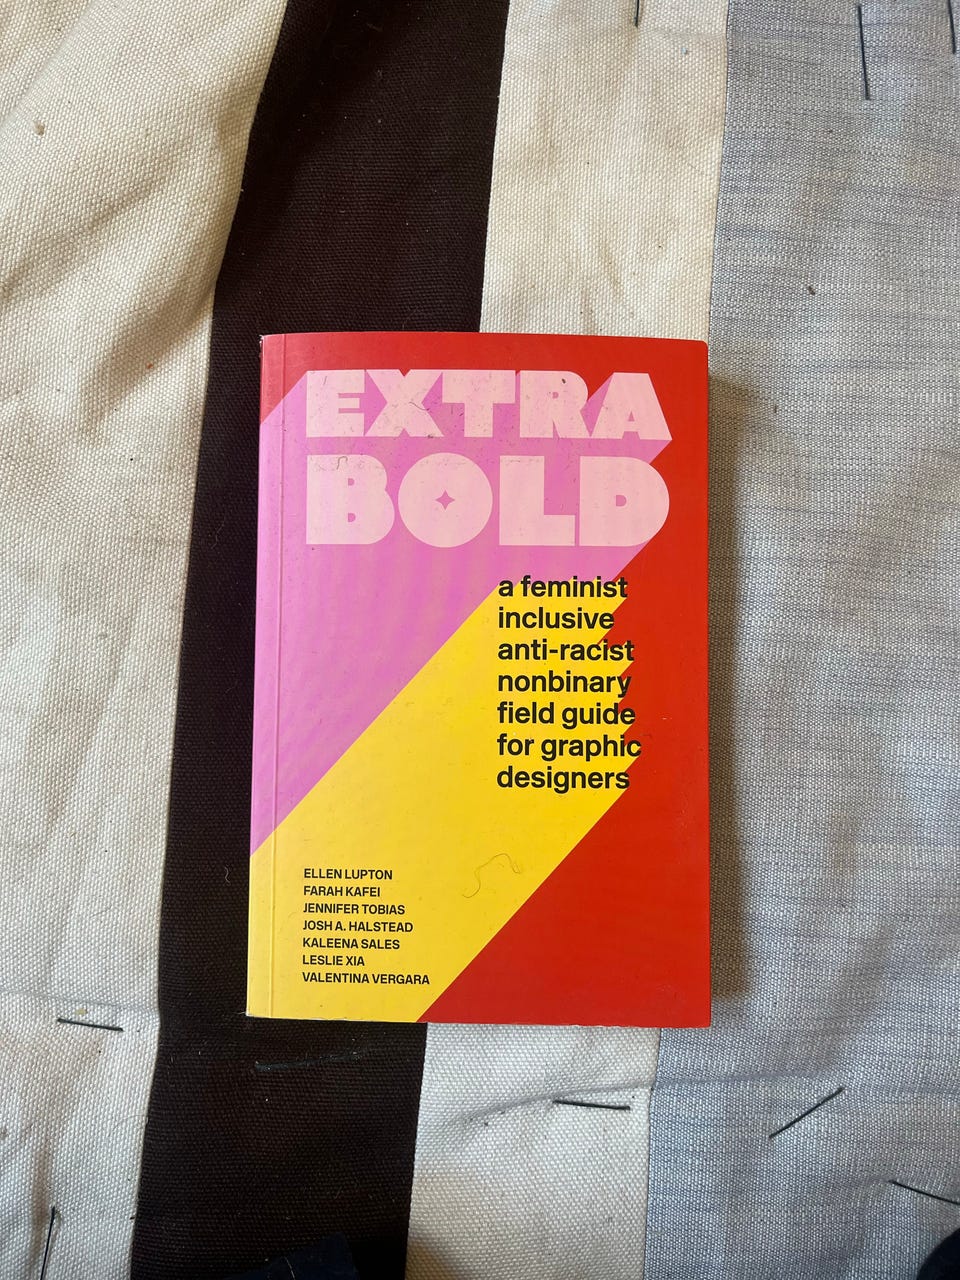 EXTRA
BOLD
a feminist
inclusive
anti-racist
nonbinary
field guide
for graphic
designers
ELLEN LUPTON
FARAH KAFEI
JENNIFER TOBIAS
JOSH A. HALSTEAD
KALEENA SALES
LESLIE XIA
VALENTINA VERGARA